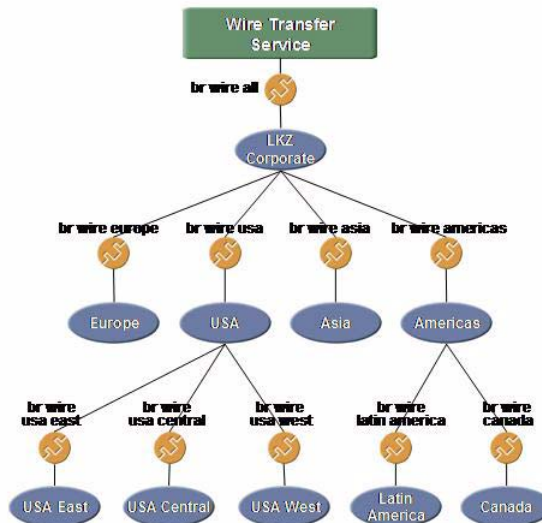 Wire Transfer
Service
br wire all
LKZ
Corporate
br wire europe
br wire usa
br wire asia
br wire americas
Europe
USA
Asia
Americas
br wire
usa east
br wire
usa central
br wire
usa west
br wire
latin america
br wire
canada
USA East
USA Central
USA West
Latin
America
Canada